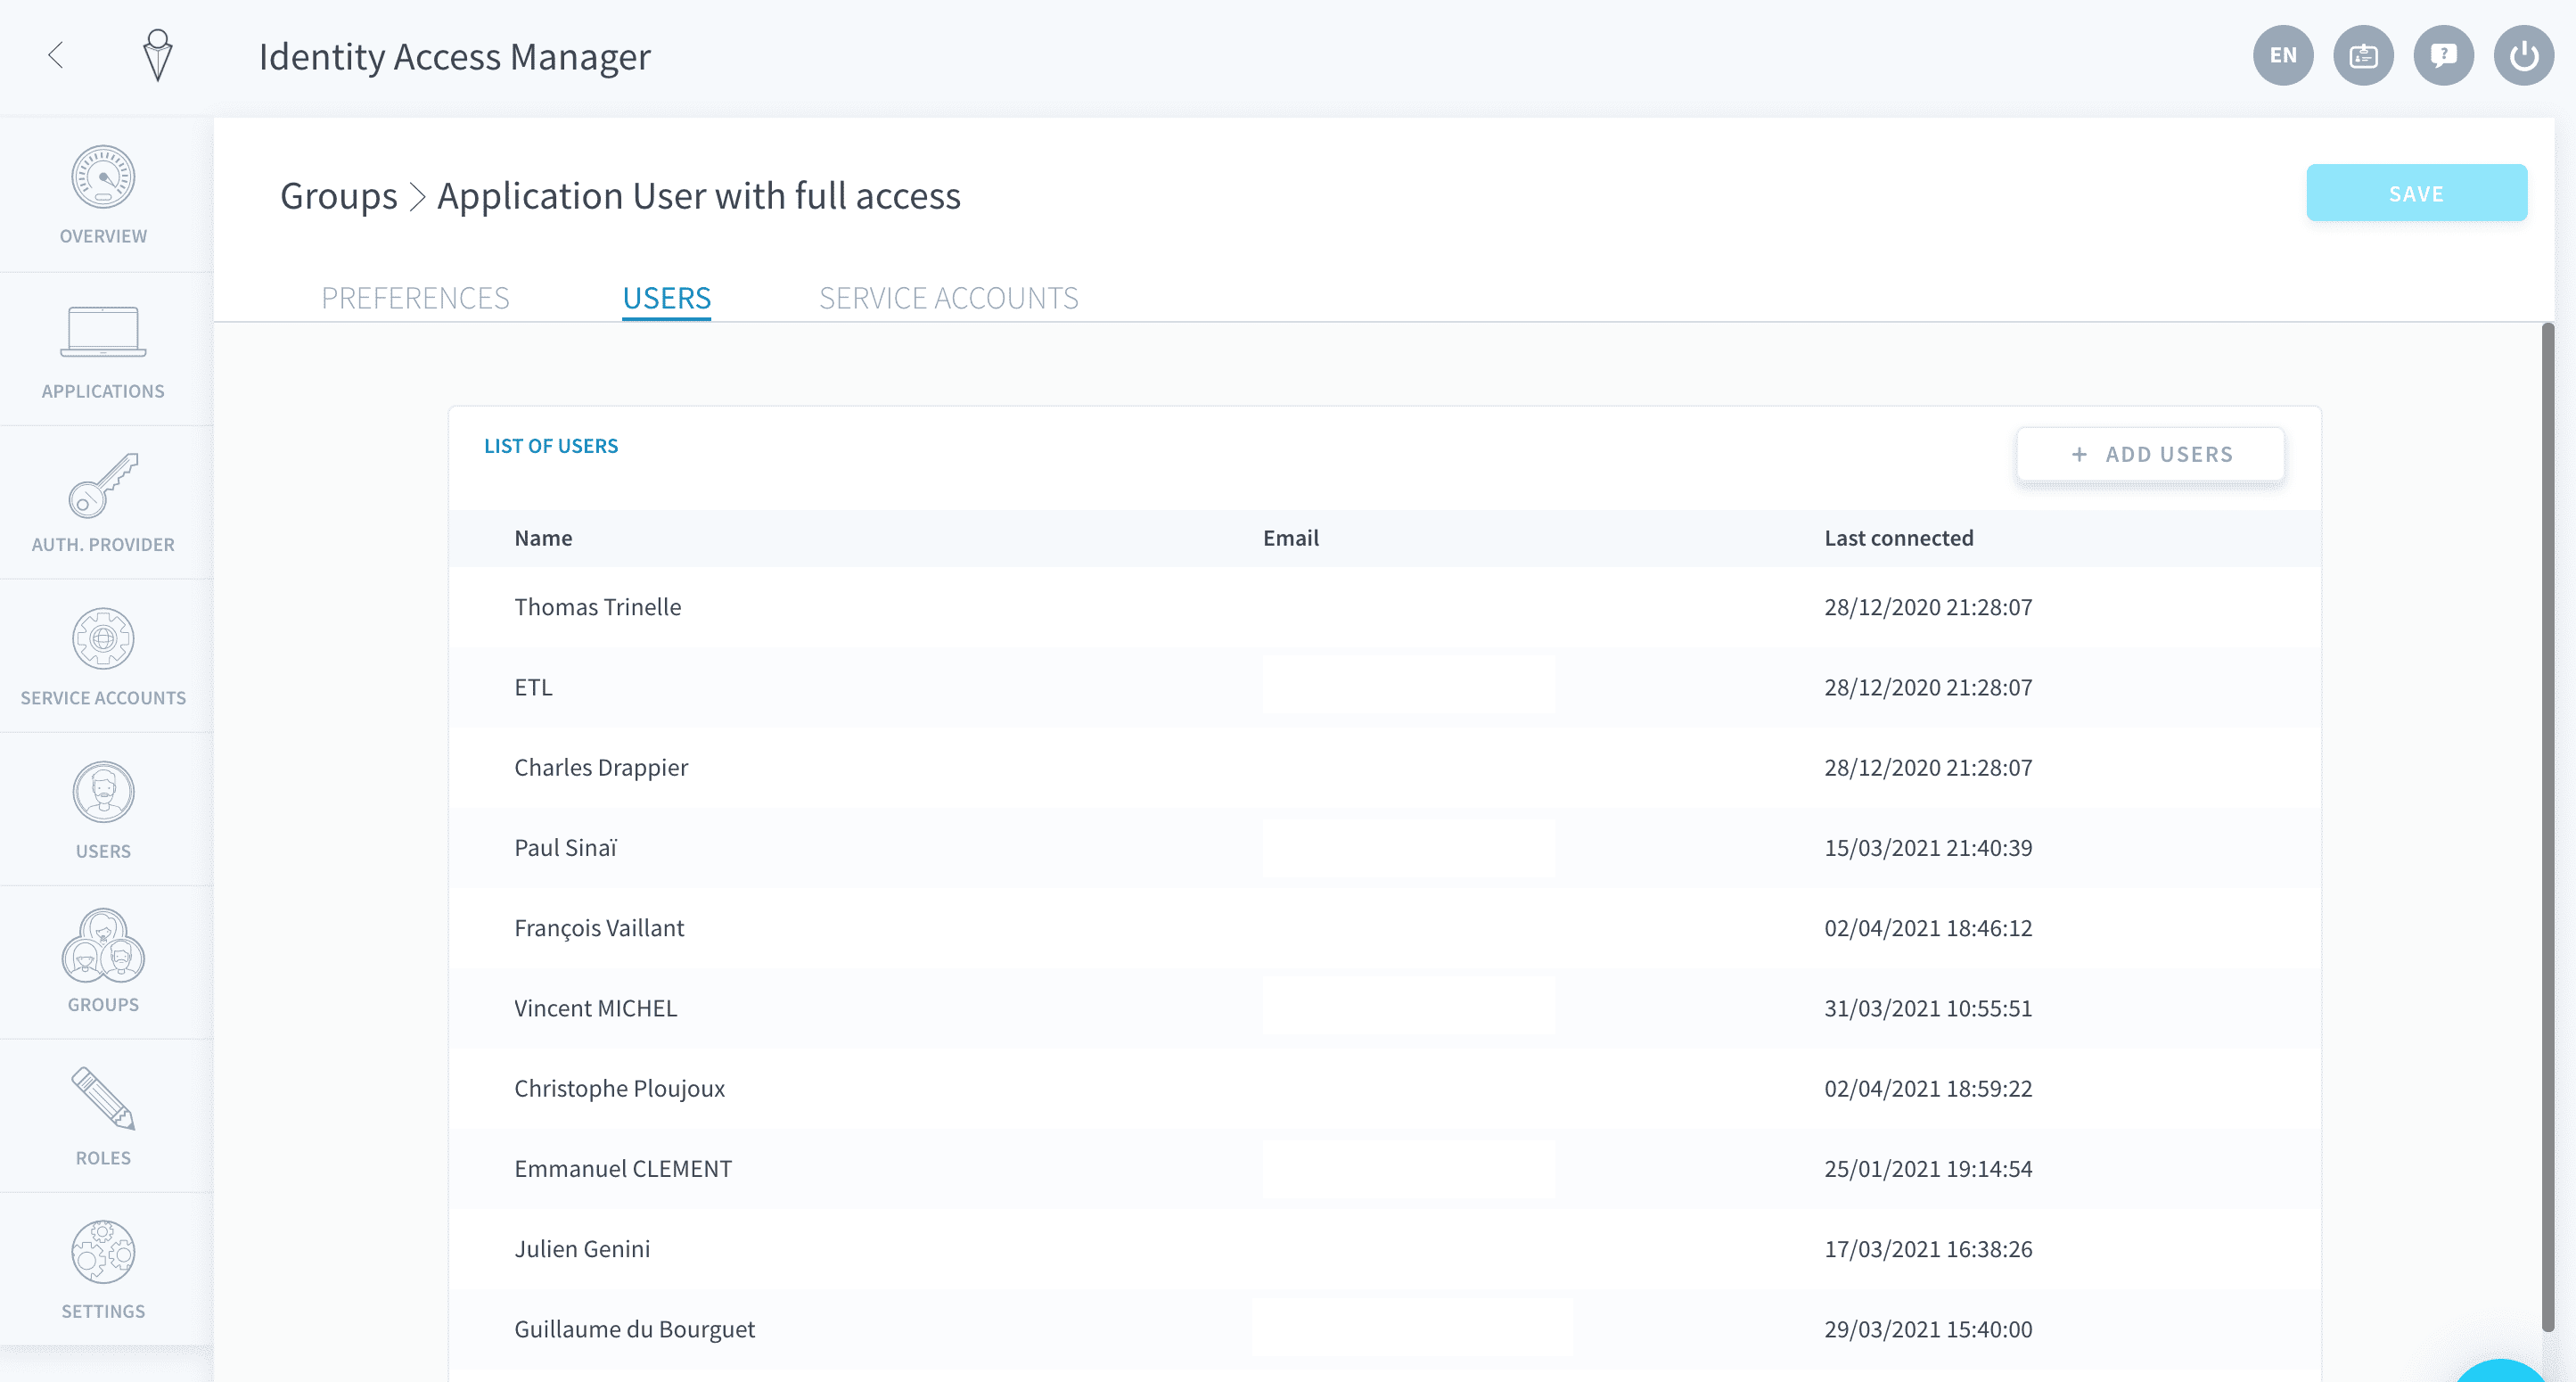 Identity Access Manager
EN
?
OVERVIEW
APPLICATIONS
AUTH. PROVIDER
SERVICE ACCOUNTS
USERS
GROUPS
ROLES
SETTINGS
Groups > Application User with full access
SAVE
PREFERENCES USERS SERVICE ACCOUNTS
LIST OF USERS
+ ADD USERS
Name Email Last connected
Thomas Trinelle 28/12/2020 21:28:07
ETL 28/12/2020 21:28:07
Charles Drappier 28/12/2020 21:28:07
Paul Sinaï 15/03/2021 21:40:39
François Vaillant 02/04/2021 18:46:12
Vincent MICHEL 31/03/2021 10:55:51
Christophe Ploujoux 02/04/2021 18:59:22
Emmanuel CLEMENT 25/01/2021 19:14:54
Julien Genini 17/03/2021 16:38:26
Guillaume du Bourguet 29/03/2021 15:40:00